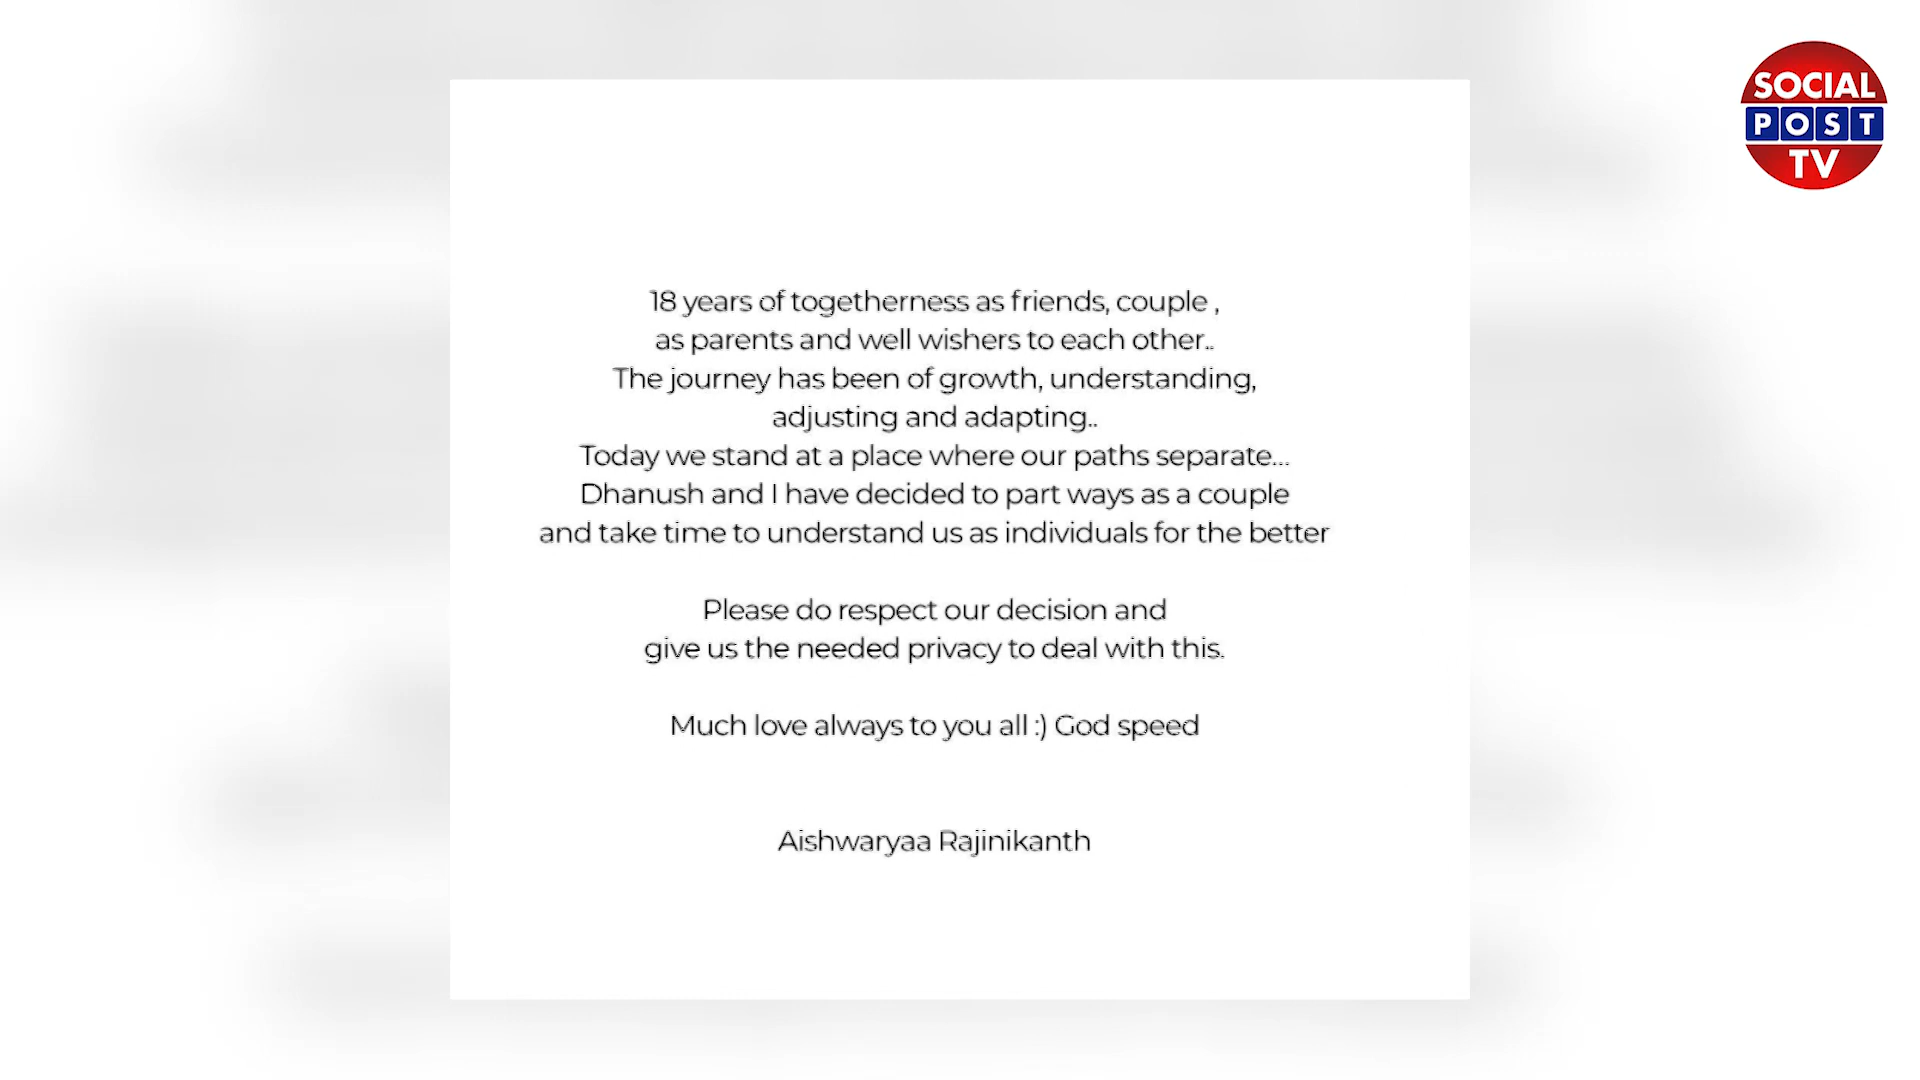 SOCIAL
POST
TV
18 years of togetherness as friends, couple ,
as parents and well wishers to each other..
The journey has been of growth, understanding,
adjusting and adapting..
Today we stand at a place where our paths separate...
Dhanush and I have decided to part ways as a couple
and take time to understand us as individuals for the better
Please do respect our decision and
give us the needed privacy to deal with this.
Much love always to you all :) God speed
Aishwaryaa Rajinikanth